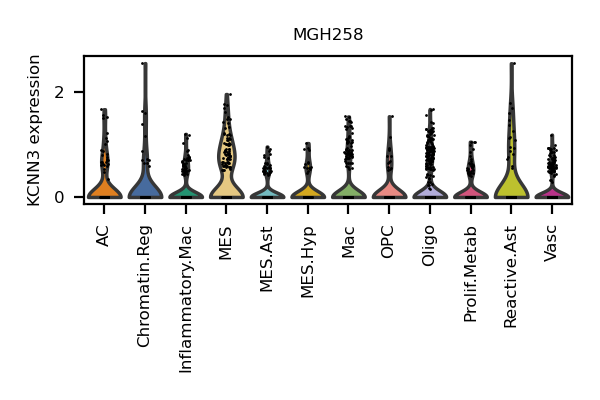 MGH258
KCNN3 expression
2
0
AC
Chromatin.Reg
Inflammatory.Mac
MES
MES.Ast
MES.Hyp
Mac
OPC
Oligo
Prolif.Metab
Reactive.Ast
Vasc